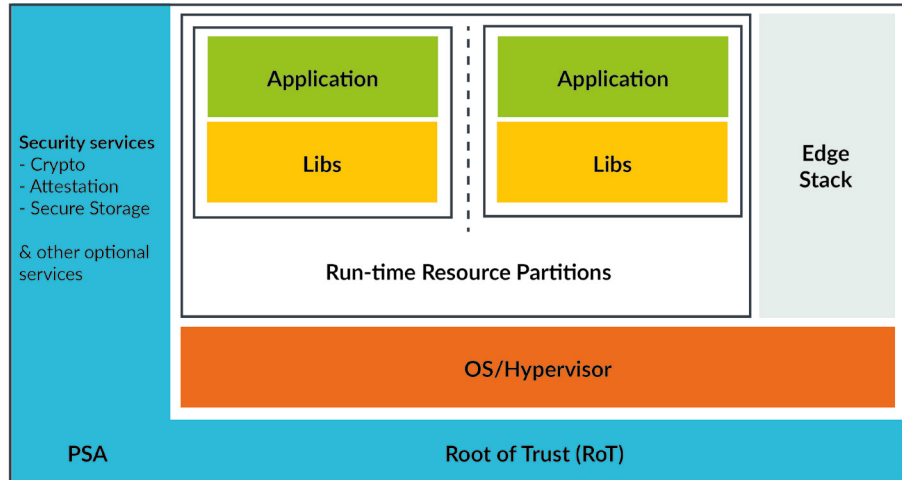 Security services
- Crypto
- Attestation
- Secure Storage
& other optional
services
Application
Libs
Application
Libs
Run-time Resource Partitions
Edge
Stack
OS/Hypervisor
PSA
Root of Trust (RoT)